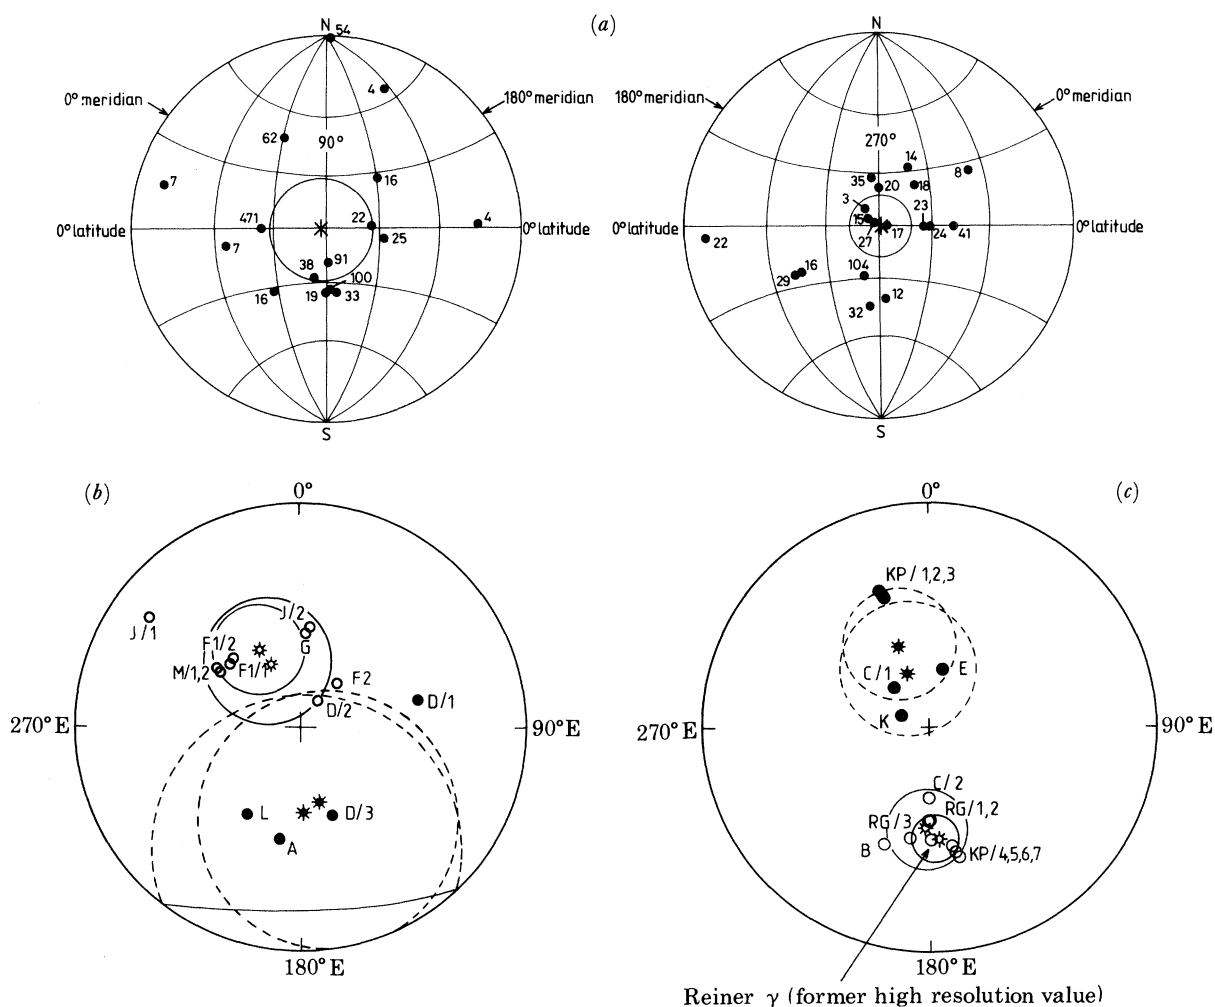 (a)
N
54
4
0° meridian
180° meridian
62
90°
16
7
471
22
4
0° latitude
0° latitude
7
25
91
38
100
16
19
33
S
N
180° meridian
0° meridian
270°
14
8
35
20
18
3
23
15
0° latitude
22
27
17
24
41
16
104
29
12
32
S
(b)
0°
J/1
J/2
G
F1/2
M/1,2
F1/1
F2
D/1
D/2
270°E
90°E
L
D/3
A
180°E
(c)
0°
KP/1,2,3
C/1
E
K
270°E
90°E
C/2
RG/1,2
RG/3
B
KP/4,5,6,7
180°E
Reiner γ (former high resolution value)